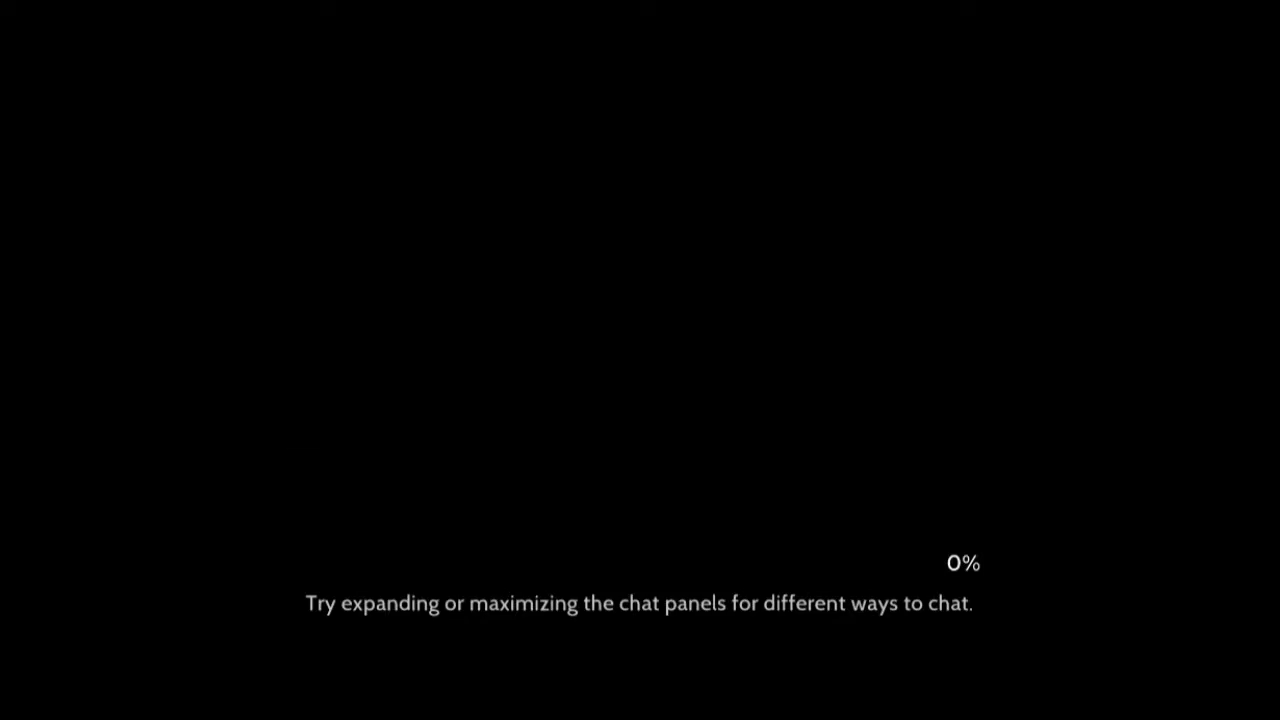 0%
Try expanding or maximizing the chat panels for different ways to chat.